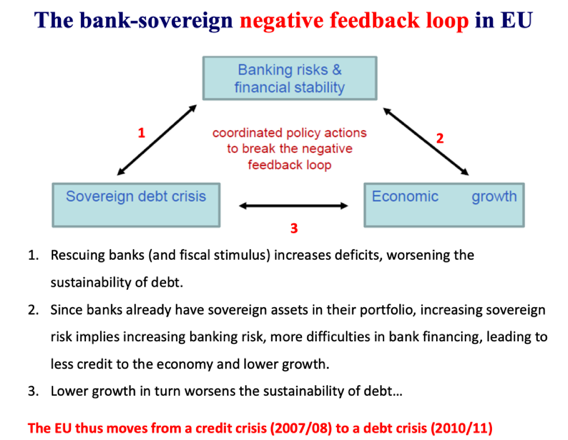 The bank-sovereign negative feedback loop in EU
Banking risks &
financial stability
1
coordinated policy actions
to break the negative
feedback loop
2
Sovereign debt crisis
Economic growth
3
1. Rescuing banks (and fiscal stimulus) increases deficits, worsening the
sustainability of debt.
2. Since banks already have sovereign assets in their portfolio, increasing sovereign
risk implies increasing banking risk, more difficulties in bank financing, leading to
less credit to the economy and lower growth.
3. Lower growth in turn worsens the sustainability of debt…
The EU thus moves from a credit crisis (2007/08) to a debt crisis (2010/11)